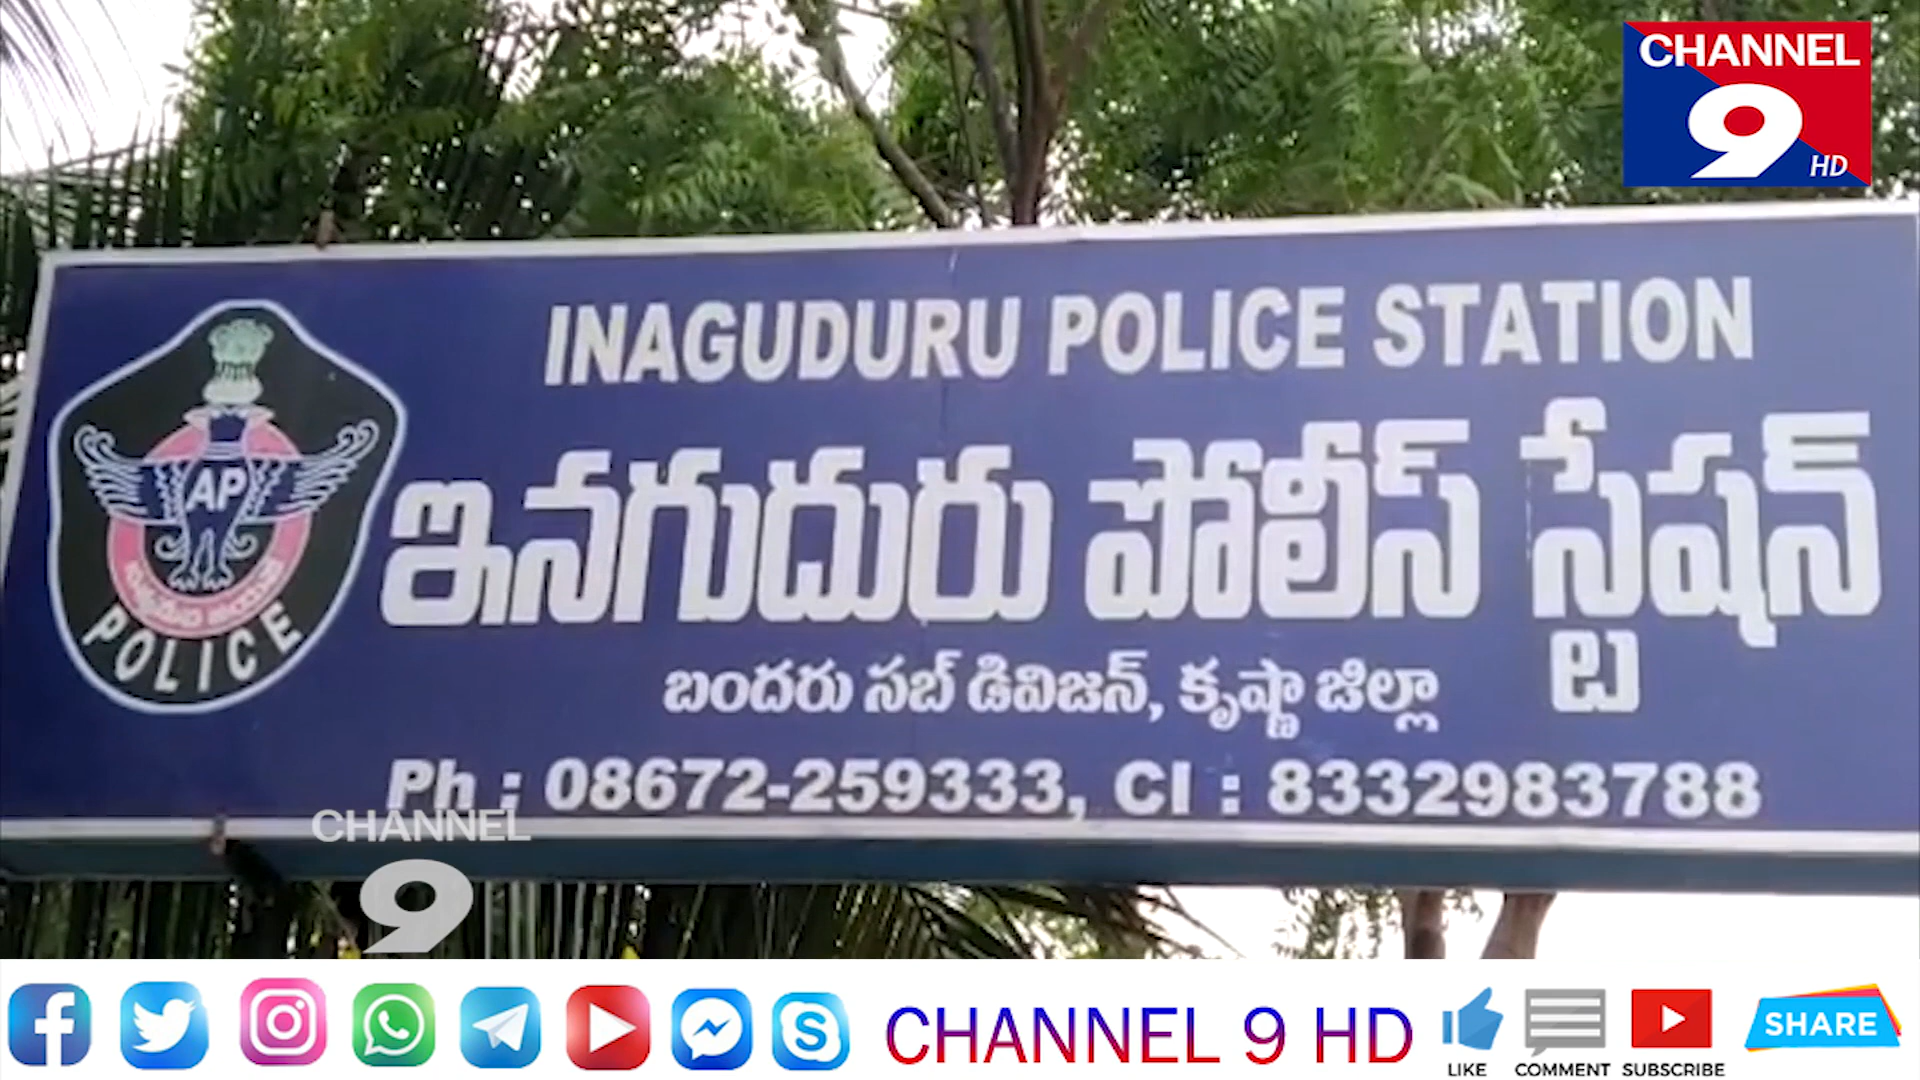 CHANNEL
9
HD
INAGUDURU POLICE STATION
ఇనగుదురు పోలీస్ స్టేషన్
AP
POLICE
బందరు సబ్ డివిజన్, కృష్ణా జిల్లా
Ph : 08672-259333, CI : 8332983788
CHANNEL
9
CHANNEL 9 HD
LIKE COMMENT SUBSCRIBE SHARE